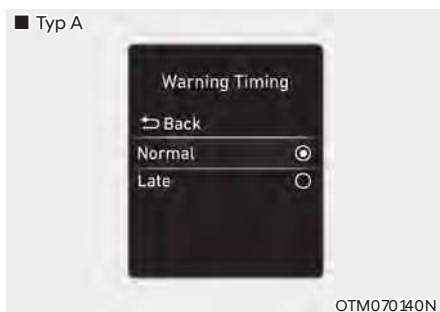 ■ Typ A
Warning Timing
⮌ Back
Normal
Late
OTM070140N